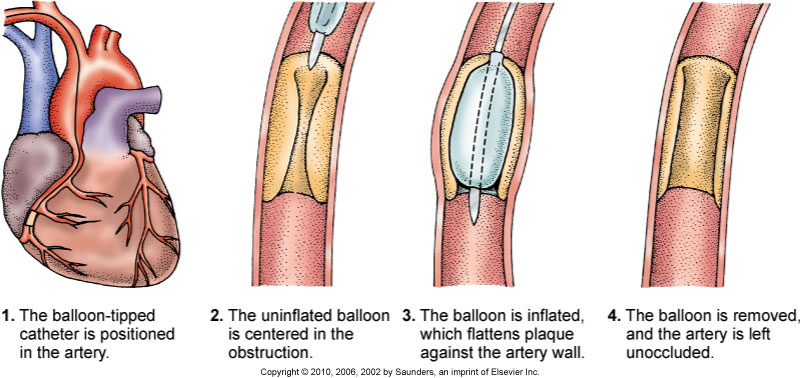 1. The balloon-tipped
catheter is positioned
in the artery.
2. The uninflated balloon
is centered in the
obstruction.
3. The balloon is inflated,
which flattens plaque
against the artery wall.
4. The balloon is removed,
and the artery is left
unoccluded.
Copyright © 2010, 2006, 2002 by Saunders, an imprint of Elsevier Inc.